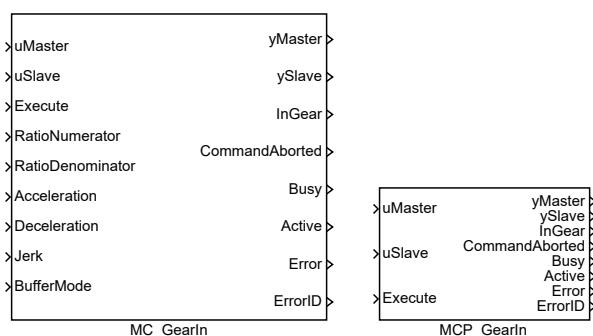 uMaster
uSlave
Execute
RatioNumerator
RatioDenominator
Acceleration
Deceleration
Jerk
BufferMode
yMaster
ySlave
InGear
CommandAborted
Busy
Active
Error
ErrorID
MC_GearIn
uMaster
uSlave
Execute
yMaster
ySlave
InGear
CommandAborted
Busy
Active
Error
ErrorID
MCP_GearIn